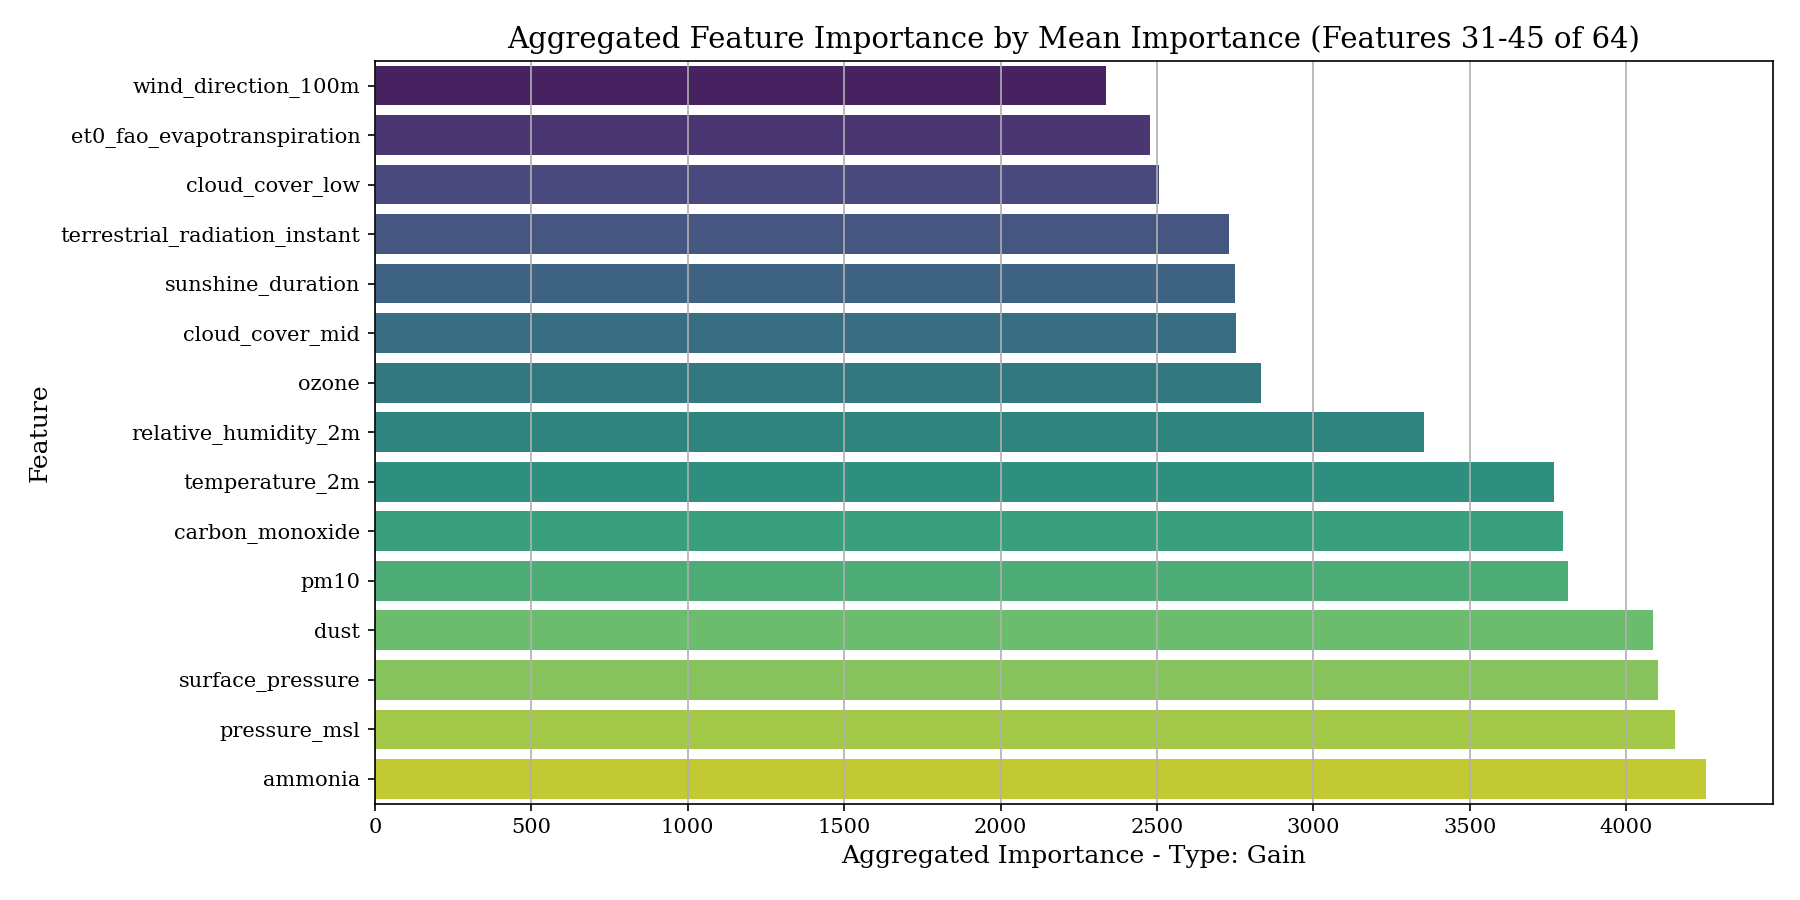 Aggregated Feature Importance by Mean Importance (Features 31-45 of 64)
wind_direction_100m
et0_fao_evapotranspiration
cloud_cover_low
terrestrial_radiation_instant
sunshine_duration
cloud_cover_mid
ozone
relative_humidity_2m
temperature_2m
carbon_monoxide
pm10
dust
surface_pressure
pressure_msl
ammonia
Feature
0 500 1000 1500 2000 2500 3000 3500 4000
Aggregated Importance - Type: Gain